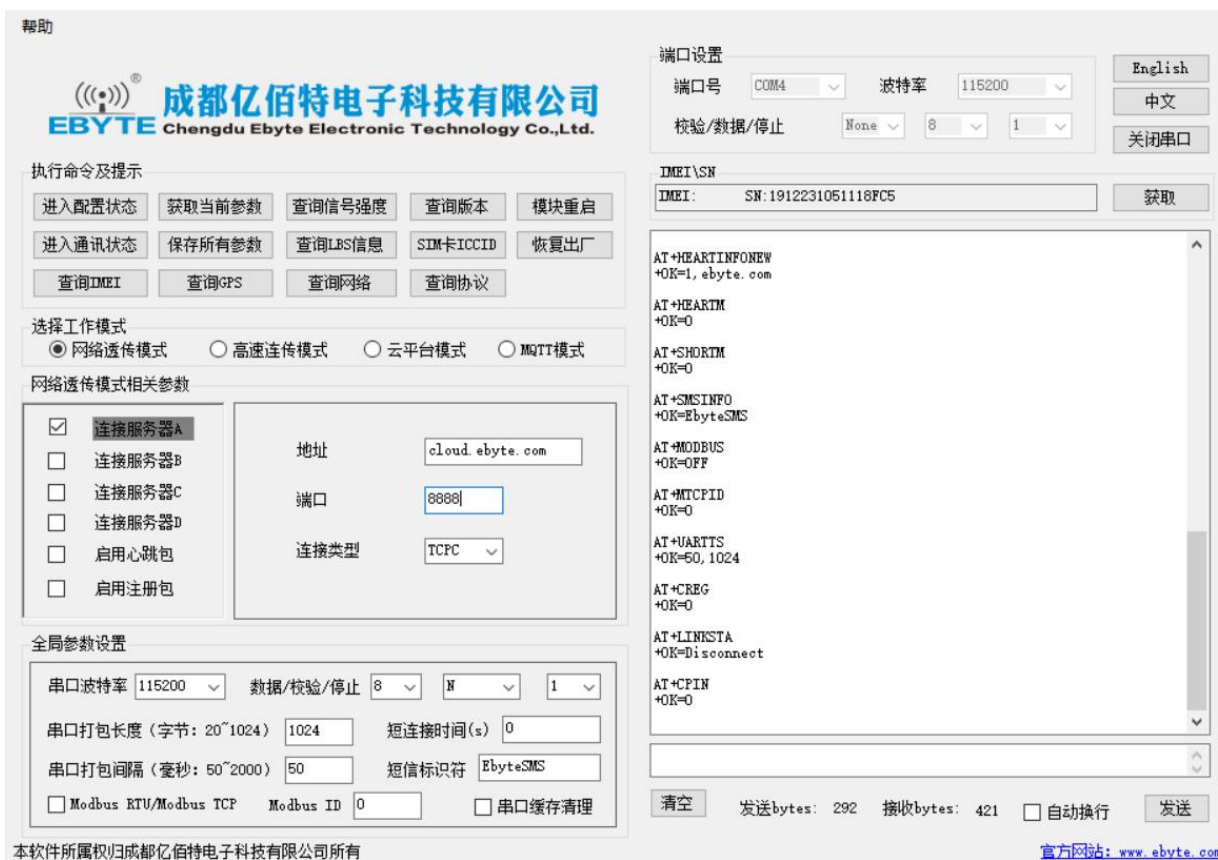 帮助
EBYTE
®
成都亿佰特电子科技有限公司
Chengdu Ebyte Electronic Technology Co.,Ltd.
执行命令及提示
进入配置状态 获取当前参数 查询信号强度 查询版本 模块重启
进入通讯状态 保存所有参数 查询LBS信息 SIM卡ICCID 恢复出厂
查询IMEI 查询GPS 查询网络 查询协议
选择工作模式
网络透传模式 高速连传模式 云平台模式 MQTT模式
网络透传模式相关参数
连接服务器A
连接服务器B
连接服务器C
连接服务器D
启用心跳包
启用注册包
地址 cloud.ebyte.com
端口 8888
连接类型 TCPC
全局参数设置
串口波特率 115200 数据/校验/停止 8 N 1
串口打包长度(字节: 20~1024) 1024 短连接时间(s) 0
串口打包间隔(毫秒: 50~2000) 50 短信标识符 EbyteSMS
Modbus RTU/Modbus TCP Modbus ID 0 串口缓存清理
本软件所属权归成都亿佰特电子科技有限公司所有
端口设置
端口号 COM4 波特率 115200
校验/数据/停止 None 8 1
English
中文
关闭串口
IMEI\SN
IMEI: SN:1912231051118FC5 获取
AT+HEARTINFONEW
+OK=1,ebyte.com
AT+HEARTM
+OK=0
AT+SHORTM
+OK=0
AT+SMSINFO
+OK=EbyteSMS
AT+MODBUS
+OK=OFF
AT+MTCPID
+OK=0
AT+UARTTS
+OK=50,1024
AT+CREG
+OK=0
AT+LINKSTA
+OK=Disconnect
AT+CPIN
+OK=0
清空 发送bytes: 292 接收bytes: 421 自动换行 发送
官方网站: www.ebyte.com